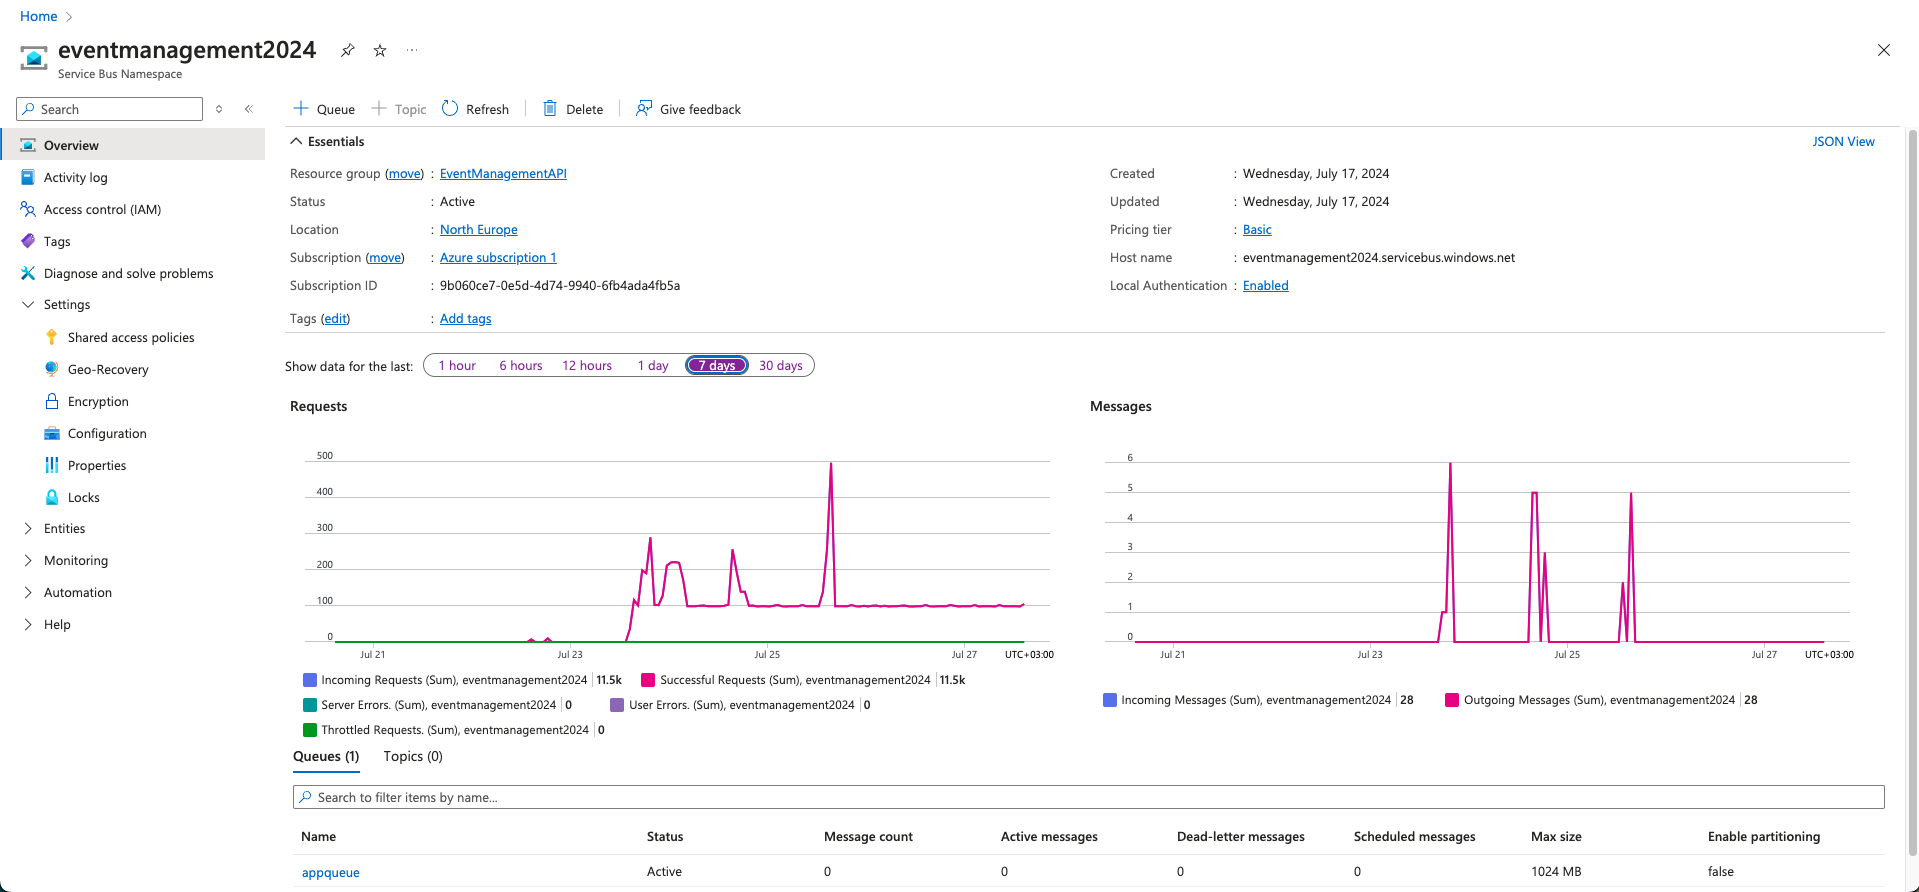 Home
eventmanagement2024
Service Bus Namespace
Search
Queue Topic Refresh Delete Give feedback
Overview
Activity log
Access control (IAM)
Tags
Diagnose and solve problems
Settings
Shared access policies
Geo-Recovery
Encryption
Configuration
Properties
Locks
Entities
Monitoring
Automation
Help
Essentials
JSON View
Resource group (move) : EventManagementAPI
Status : Active
Location : North Europe
Subscription (move) : Azure subscription 1
Subscription ID : 9b060ce7-0e5d-4d74-9940-6fb4ada4fb5a
Tags (edit) : Add tags
Created : Wednesday, July 17, 2024
Updated : Wednesday, July 17, 2024
Pricing tier : Basic
Host name : eventmanagement2024.servicebus.windows.net
Local Authentication : Enabled
Show data for the last: 1 hour 6 hours 12 hours 1 day 7 days 30 days
Requests
500
400
300
200
100
0
Jul 21 Jul 23 Jul 25 Jul 27 UTC+03:00
Incoming Requests (Sum), eventmanagement2024 11.5k Successful Requests (Sum), eventmanagement2024 11.5k
Server Errors. (Sum), eventmanagement2024 0 User Errors. (Sum), eventmanagement2024 0
Throttled Requests. (Sum), eventmanagement2024 0
Messages
6
5
4
3
2
1
0
Jul 21 Jul 23 Jul 25 Jul 27 UTC+03:00
Incoming Messages (Sum), eventmanagement2024 28 Outgoing Messages (Sum), eventmanagement2024 28
Queues (1) Topics (0)
Search to filter items by name...
Name Status Message count Active messages Dead-letter messages Scheduled messages Max size Enable partitioning
appqueue Active 0 0 0 0 1024 MB false